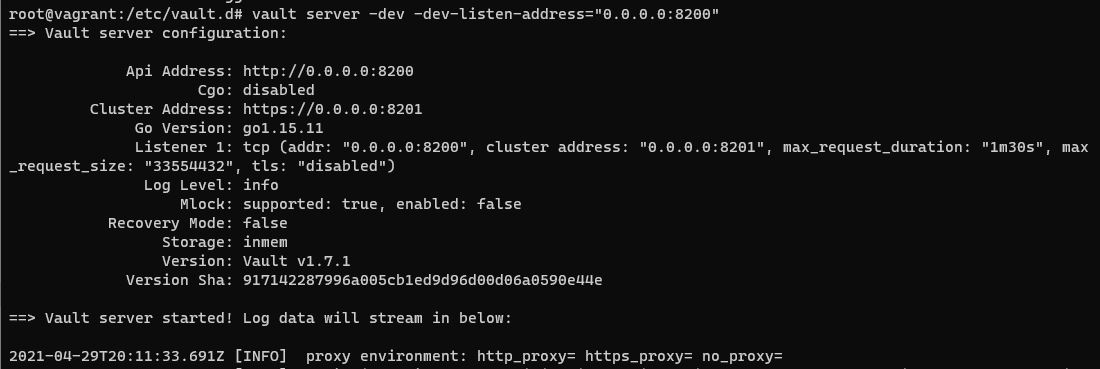 root@vagrant:/etc/vault.d# vault server -dev -dev-listen-address="0.0.0.0:8200"
==> Vault server configuration:
Api Address: http://0.0.0.0:8200
Cgo: disabled
Cluster Address: https://0.0.0.0:8201
Go Version: go1.15.11
Listener 1: tcp (addr: "0.0.0.0:8200", cluster address: "0.0.0.0:8201", max_request_duration: "1m30s", max
_request_size: "33554432", tls: "disabled")
Log Level: info
Mlock: supported: true, enabled: false
Recovery Mode: false
Storage: inmem
Version: Vault v1.7.1
Version Sha: 917142287996a005cb1ed9d96d00d06a0590e44e
==> Vault server started! Log data will stream in below:
2021-04-29T20:11:33.691Z [INFO]  proxy environment: http_proxy= https_proxy= no_proxy=